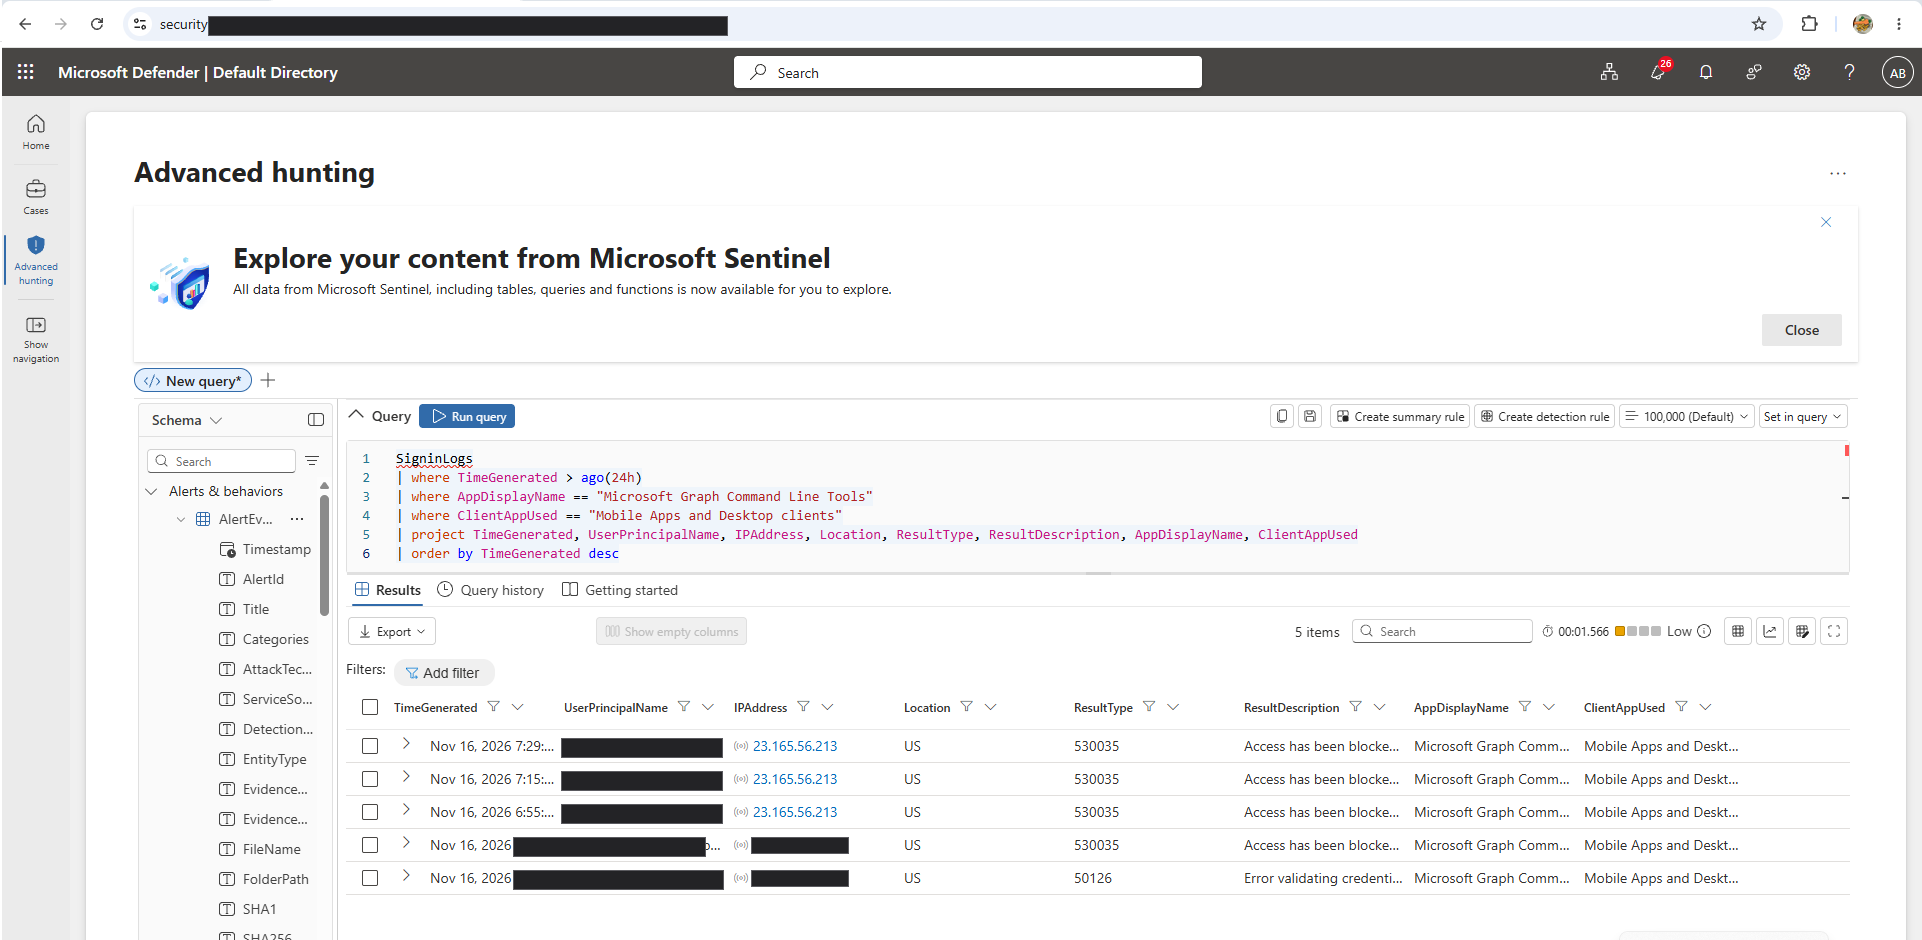 security
Microsoft Defender | Default Directory
Search
26
AB
Home
Cases
Advanced hunting
Show navigation
Advanced hunting
Explore your content from Microsoft Sentinel
All data from Microsoft Sentinel, including tables, queries and functions is now available for you to explore.
Close
</> New query*
Schema
Query
Run query
Create summary rule
Create detection rule
100,000 (Default)
Set in query
Search
Alerts & behaviors
AlertEv...
Timestamp
AlertId
Title
Categories
AttackTec...
ServiceSo...
Detection...
EntityType
Evidence...
Evidence...
FileName
FolderPath
SHA1
SHA256
1 SigninLogs
2 | where TimeGenerated > ago(24h)
3 | where AppDisplayName == "Microsoft Graph Command Line Tools"
4 | where ClientAppUsed == "Mobile Apps and Desktop clients"
5 | project TimeGenerated, UserPrincipalName, IPAddress, Location, ResultType, ResultDescription, AppDisplayName, ClientAppUsed
6 | order by TimeGenerated desc
Results
Query history
Getting started
Export
Show empty columns
5 items
Search
00:01.566
Low
Filters:
Add filter
TimeGenerated UserPrincipalName IPAddress Location ResultType ResultDescription AppDisplayName ClientAppUsed
Nov 16, 2026 7:29:... 23.165.56.213 US 530035 Access has been blocke... Microsoft Graph Comm... Mobile Apps and Deskt...
Nov 16, 2026 7:15:... 23.165.56.213 US 530035 Access has been blocke... Microsoft Graph Comm... Mobile Apps and Deskt...
Nov 16, 2026 6:55:... 23.165.56.213 US 530035 Access has been blocke... Microsoft Graph Comm... Mobile Apps and Deskt...
Nov 16, 2026 ... US 530035 Access has been blocke... Microsoft Graph Comm... Mobile Apps and Deskt...
Nov 16, 2026 US 50126 Error validating credenti... Microsoft Graph Comm... Mobile Apps and Deskt...